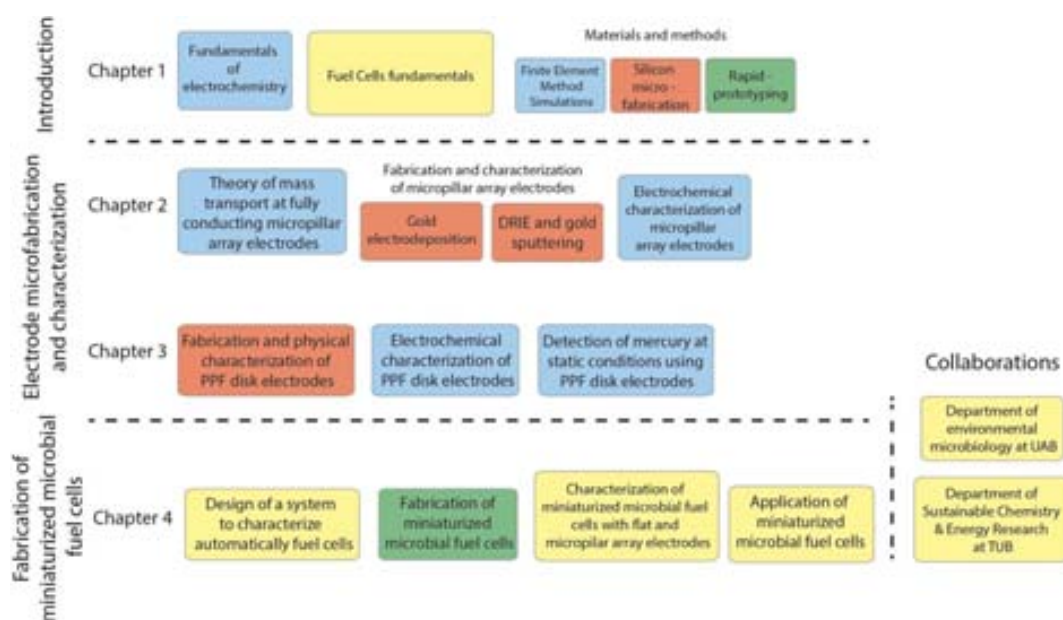 Introduction
Chapter 1
Fundamentals
of
electrochemistry
Fuel Cells fundamentals
Materials and methods
Finite Element
Method
Simulations
Silicon
micro -
fabrication
Rapid -
prototyping
Electrode microfabrication
and characterization
Chapter 2
Theory of mass
transport at fully
conducting micropillar
array electrodes
Fabrication and characterization
of micropillar array electrodes
Gold
electrodeposition
DRIE and gold
sputtering
Electrochemical
characterization of
micropillar
array electrodes
Chapter 3
Fabrication and physical
characterization of
PPF disk electrodes
Electrochemical
characterization of
PPF disk electrodes
Detection of mercury at
static conditions using
PPF disk electrodes
Fabrication of
miniaturized microbial
fuel cells
Chapter 4
Design of a system
to characterize
automatically fuel cells
Fabrication of
miniaturized
microbial fuel cells
Characterization of
miniaturized microbial fuel
cells with flat and
micropilar array electrodes
Application of
miniaturized
microbial fuel cells
Collaborations
Department of
environmental
microbiology at UAB
Department of
Sustainable Chemistry
& Energy Research
at TUB